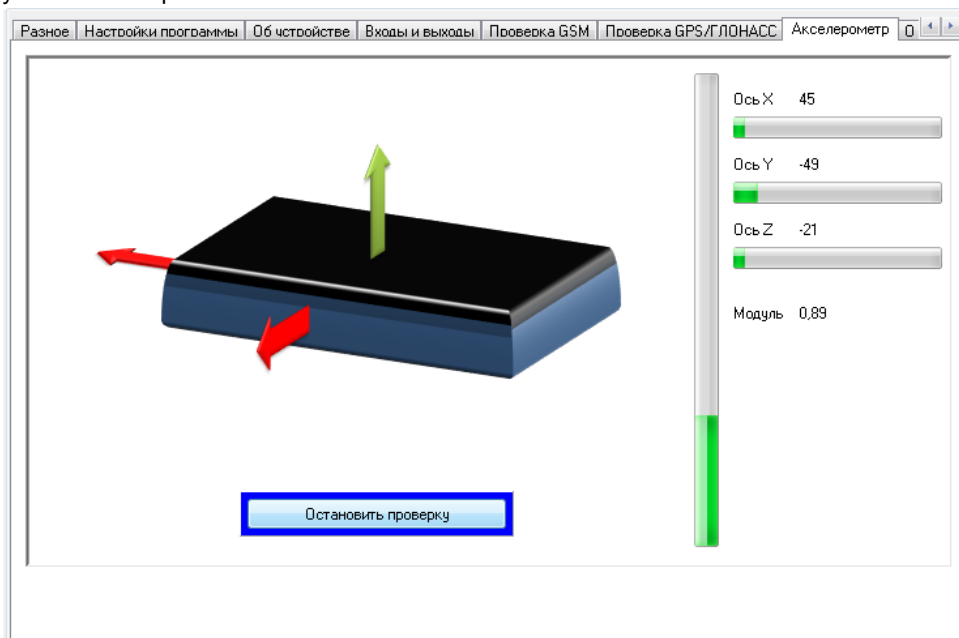 Разное Настройки программы Об устройстве Входы и выходы Проверка GSM Проверка GPS/ГЛОНАСС Акселерометр О
Ось X 45
Ось Y -49
Ось Z -21
Модуль 0,89
Остановить проверку